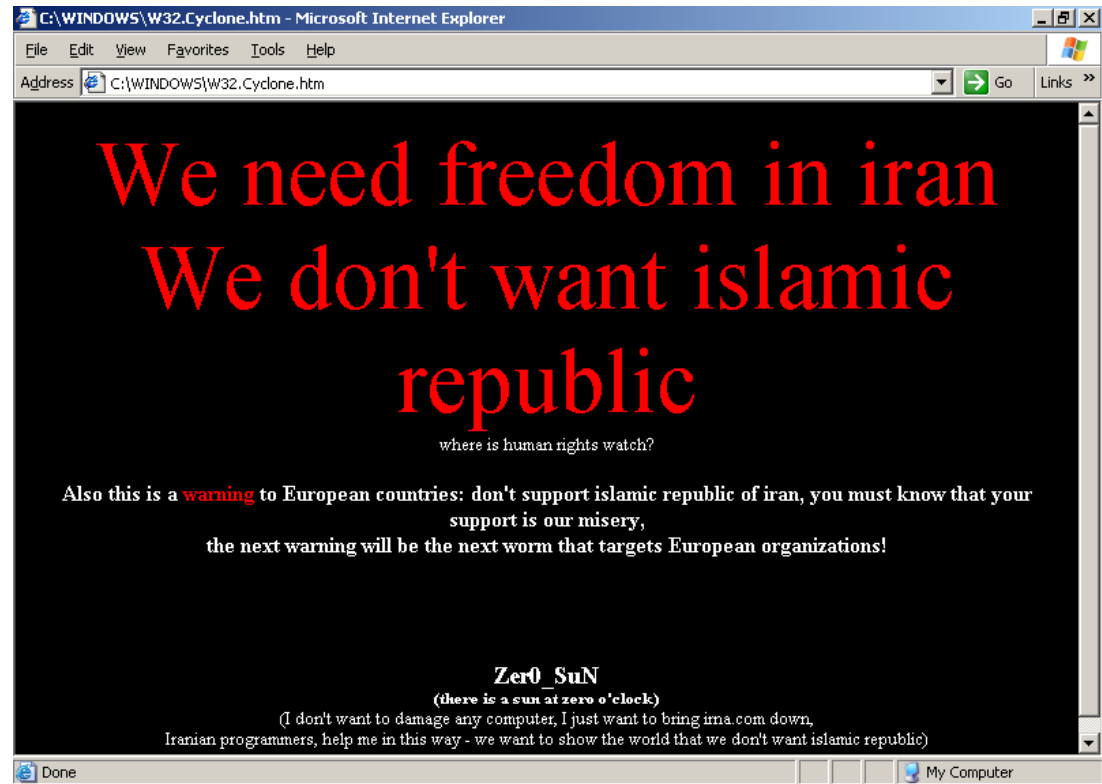 C:\WINDOWS\W32.Cyclone.htm - Microsoft Internet Explorer
File Edit View Favorites Tools Help
Address C:\WINDOWS\W32.Cyclone.htm Go Links »
We need freedom in iran
We don't want islamic
republic
where is human rights watch?
Also this is a warning to European countries: don't support islamic republic of iran, you must know that your
support is our misery,
the next warning will be the next worm that targets European organizations!
Zer0_SuN
(there is a sun at zero o'clock)
(I don't want to damage any computer, I just want to bring irna.com down,
Iranian programmers, help me in this way - we want to show the world that we don't want islamic republic)
Done My Computer